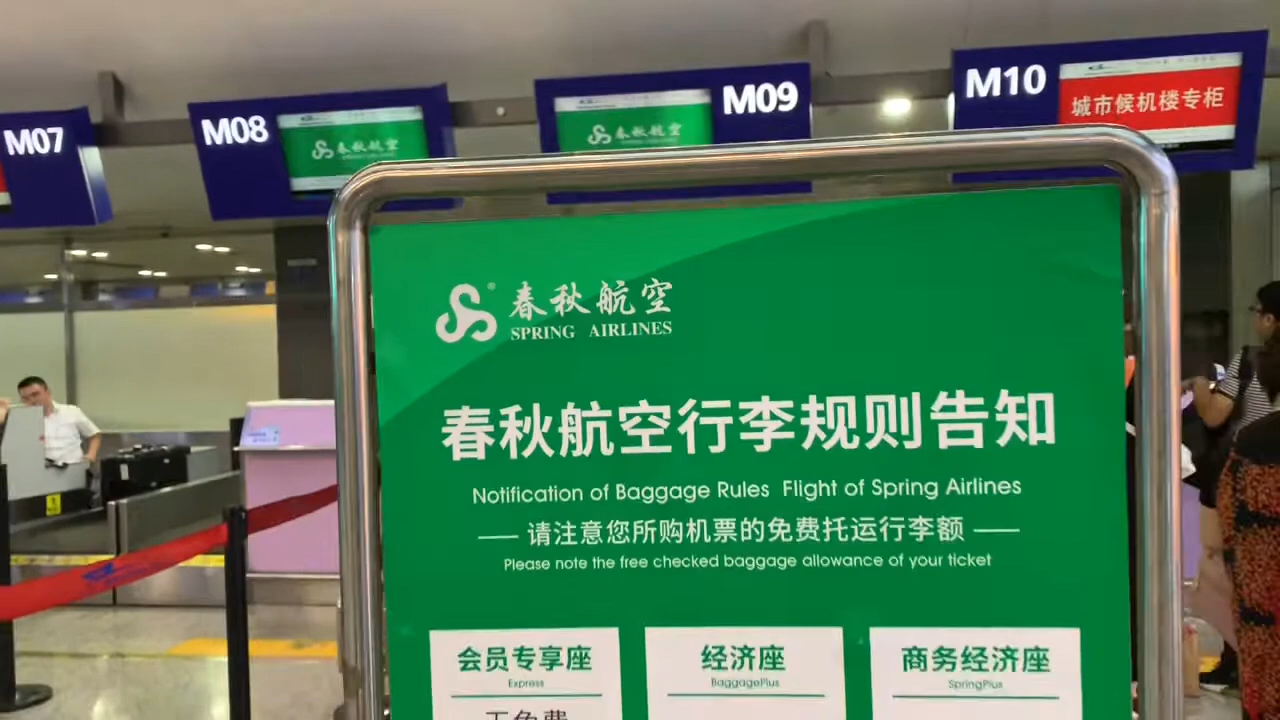 M07
M08
春秋航空
M09
春秋航空
M10
城市候机楼专柜
春秋航空
SPRING AIRLINES
春秋航空行李规则告知
Notification of Baggage Rules Flight of Spring Airlines
请注意您所购机票的免费托运行李额
Please note the free checked baggage allowance of your ticket
会员专享座
Express
经济座
BaggagePlus
商务经济座
SpringPlus